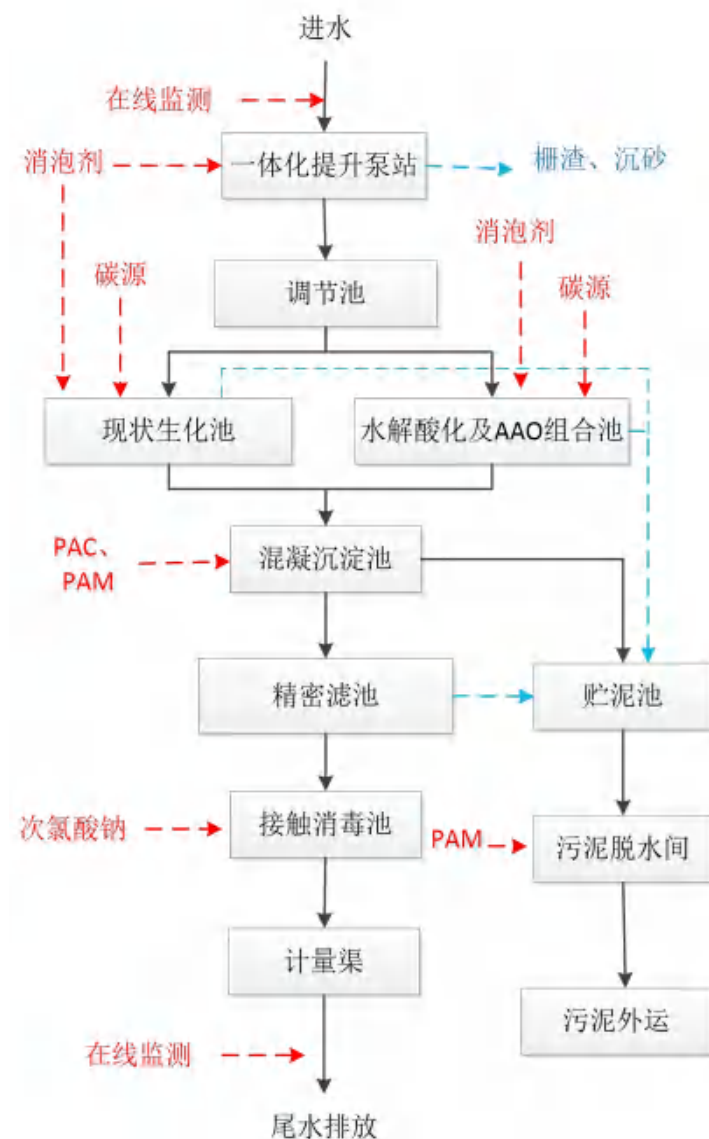 进水
在线监测
消泡剂
一体化提升泵站
栅渣、沉砂
消泡剂
碳源
调节池
碳源
现状生化池
水解酸化及AAO组合池
PAC、
PAM
混凝沉淀池
精密滤池
贮泥池
次氯酸钠
接触消毒池
PAM
污泥脱水间
计量渠
污泥外运
在线监测
尾水排放